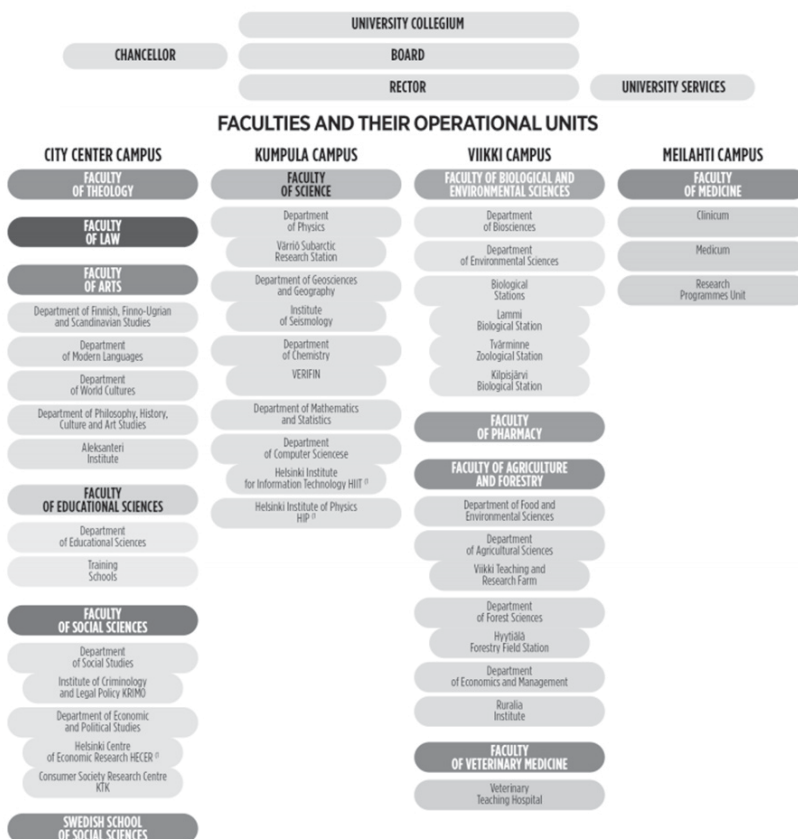 UNIVERSITY COLLEGIUM
CHANCELLOR
BOARD
RECTOR
UNIVERSITY SERVICES
FACULTIES AND THEIR OPERATIONAL UNITS
CITY CENTER CAMPUS
FACULTY
OF THEOLOGY
FACULTY
OF LAW
FACULTY
OF ARTS
Department of Finnish, Finno-Ugrian
and Scandinavian Studies
Department
of Modern Languages
Department
of World Cultures
Department of Philosophy, History,
Culture and Art Studies
Aleksanteri
Institute
FACULTY
OF EDUCATIONAL SCIENCES
Department
of Educational Sciences
Training
Schools
FACULTY
OF SOCIAL SCIENCES
Department
of Social Studies
Institute of Criminology
and Legal Policy KRIMO
Department of Economic
and Political Studies
Helsinki Centre
of Economic Research HECER
Consumer Society Research Centre
KTK
SWEDISH SCHOOL
OF SOCIAL SCIENCES
KUMPULA CAMPUS
FACULTY
OF SCIENCE
Department
of Physics
Värriö Subarctic
Research Station
Department of Geosciences
and Geography
Institute
of Seismology
Department
of Chemistry
VERIFIN
Department of Mathematics
and Statistics
Department
of Computer Sciencese
Helsinki Institute
for Information Technology HIIT
Helsinki Institute of Physics
HIP
VIIKKI CAMPUS
FACULTY OF BIOLOGICAL AND
ENVIRONMENTAL SCIENCES
Department
of Biosciences
Department
of Environmental Sciences
Biological
Stations
Lammi
Biological Station
Tvärminne
Zoological Station
Kilpisjärvi
Biological Station
FACULTY
OF PHARMACY
FACULTY OF AGRICULTURE
AND FORESTRY
Department of Food and
Environmental Sciences
Department
of Agricultural Sciences
Viikki Teaching and
Research Farm
Department
of Forest Sciences
Hyytiälä
Forestry Field Station
Department
of Economics and Management
Ruralia
Institute
FACULTY
OF VETERINARY MEDICINE
Veterinary
Teaching Hospital
MEILAHTI CAMPUS
FACULTY
OF MEDICINE
Clinicum
Medicum
Research
Programmes Unit